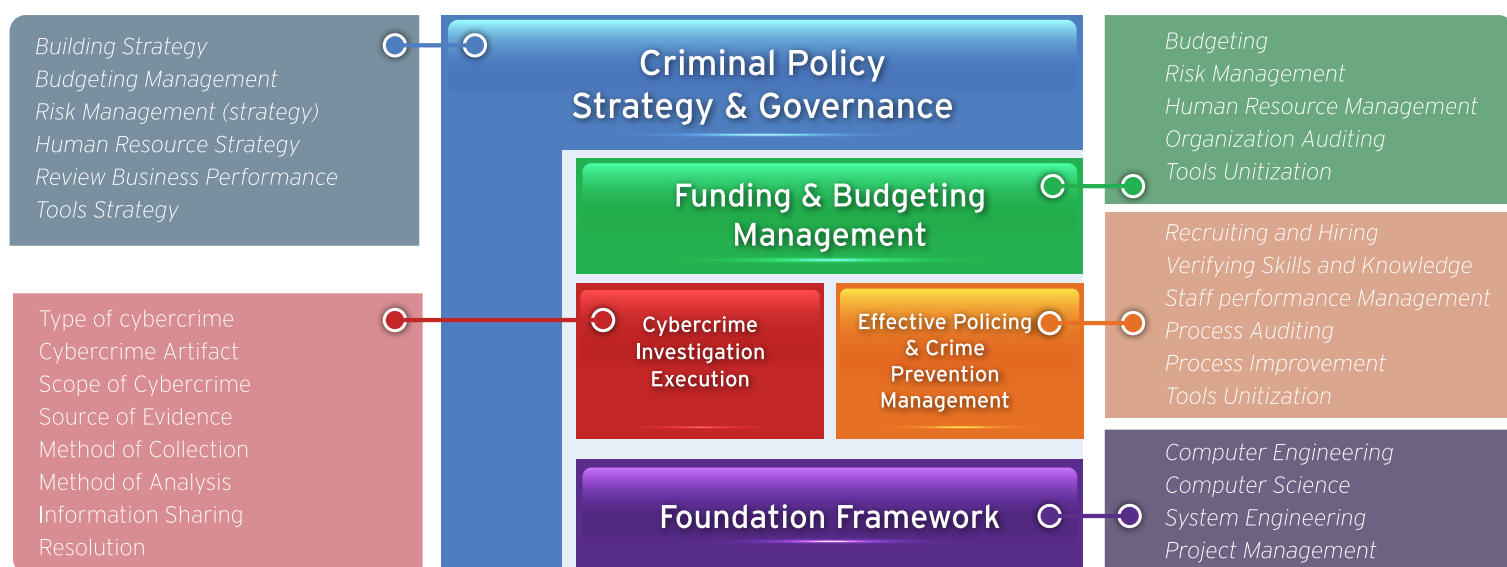 Building Strategy
Budgeting Management
Risk Management (strategy)
Human Resource Strategy
Review Business Performance
Tools Strategy
Criminal Policy
Strategy & Governance
Budgeting
Risk Management
Human Resource Management
Organization Auditing
Tools Unitization
Funding & Budgeting
Management
Type of cybercrime
Cybercrime Artifact
Scope of Cybercrime
Source of Evidence
Method of Collection
Method of Analysis
Information Sharing
Resolution
Cybercrime
Investigation
Execution
Effective Policing
& Crime
Prevention
Management
Recruiting and Hiring
Verifying Skills and Knowledge
Staff performance Management
Process Auditing
Process Improvement
Tools Unitization
Foundation Framework
Computer Engineering
Computer Science
System Engineering
Project Management